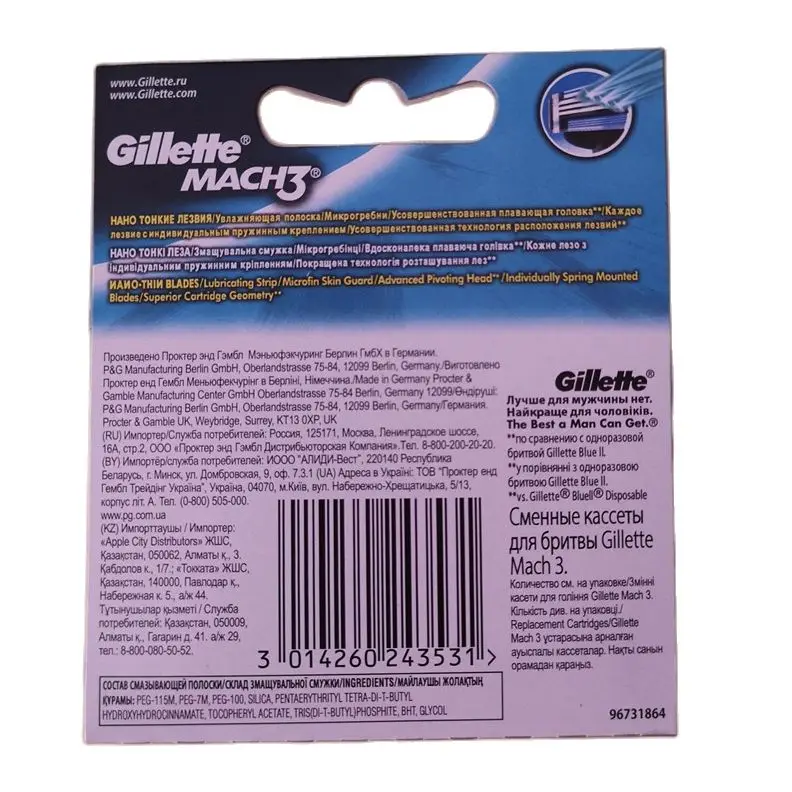 www.Gillette.ru
www.Gillette.com
Gillette®
MACH3®
НАНО ТОНКИЕ ЛЕЗВИЯ/Увлажняющая полоска/Микрогребни/Усовершенствованная плавающая головка**/Каждое
лезвие с индивидуальным пружинным креплением/Усовершенствованная технология расположения лезвий**
НАНО ТОНКІ ЛЕЗА/Змащувальна смужка/Мікрогребінці/Вдосконалека плаваюча голівка**/Кожне лезо з
індивідуальним пружинним кріпленням/Покращена технологія розташування лез**
ИАИО-THIИ BLADES/Lubricating Strip/Microfin Skin Guard/Advanced Pivoting Head**/Individually Spring Mounted
Blades/Superior Cartridge Geometry**
Произведено Проктер энд Гэмбл Мэньюфэкчуринг Берлин ГмбХ в Германии.
P&G Manufacturing Berlin GmbH, Oberlandstrasse 75-84, 12099 Berlin, Germany./Виготовлено
Проктер енд Гембл Меньюфекчурінг в Берліні, Німеччина./Made in Germany Procter &
Gamble Manufacturing Center GmbH Oberlandstrasse 75-84 Berlin, Germany 12099/Өндіруші:
P&G Manufacturing Berlin GmbH, Oberlandstrasse 75-84, 12099 Berlin, Germany/Германия.
Procter & Gamble UK, Weybridge, Surrey, KT13 0XP, UK
(RU) Импортер/Служба потребителей: Россия, 125171, Москва, Ленинградское шоссе,
16А, стр.2, ООО "Проктер энд Гэмбл Дистрибьюторская Компания».Тел. 8-800-200-20-20.
(BY) Импортёр/служба потребителей: ИООО "АЛИДИ-Вест", 220140 Республика
Беларусь, г. Минск, ул. Домбровская, 9, оф. 7.3.1 (UA) Адреса в Україні: ТОВ "Проктер енд
Гембл Трейдінг Україна", Україна, 04070, м.Київ, вул. Набережно-Хрещатицька, 5/13,
корпус літ. А. Тел. (0-800) 505-000.
www.pg.com.ua
(KZ) Импорттаушы / Импортер:
«Apple City Distributors» ЖШС,
Қазақстан, 050062, Алматы қ., 3.
Қабдолов к., 1/7.; «Токката» ЖШС,
Қазақстан, 140000, Павлодар қ.,
Набережная к. 5., а/ж 44.
Тұтынушылар қызметі / Служба
потребителей: Қазақстан, 050009,
Алматы қ., Гагарин д. 41. а/ж 29,
тел.: 8-800-080-50-52.
Gillette®
Лучше для мужчины нет.
Найкраще для чоловіків.
The Best a Man Can Get.®
**по сравнению с одноразовой
бритвой Gillette Blue II.
**у порівнянні з одноразовою
бритвою Gillette Blue II.
**vs. Gillette® BlueII® Disposable
Сменные кассеты
для бритвы Gillette
Mach 3.
Количество см. на упаковке/Змінні
касети для гоління Gillette Mach 3.
Кількість див. на упаковці./
Replacement Cartridges/Gillette
Mach 3 ұстарасына арналған
ауыспалы кассеталар. Нақты санын
орамадан қараңыз.
3 014260 243531 >
СОСТАВ СМАЗЫВАЮЩЕЙ ПОЛОСКИ/СКЛАД ЗМАЩУВАЛЬНОЇ СМУЖКИ/INGREDIENTS/МАЙЛАУШЫ ЖОЛАҚТЫҢ
ҚҰРАМЫ: PEG-115M, PEG-7M, PEG-100, SILICA, PENTAERYTHRITYL TETRA-DI-T-BUTYL
HYDROXYHYDROCINNAMATE, TOCOPHERYL ACETATE, TRIS(DI-T-BUTYL)PHOSPHITE, BHT, GLYCOL
96731864